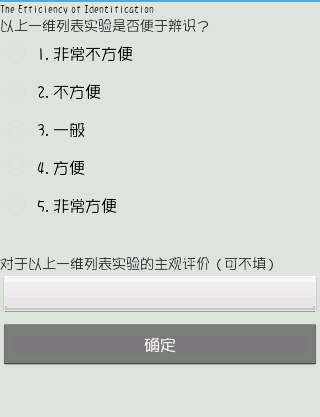 The Efficiency of Identification
以上一维列表实验是否便于辨识？
1. 非常不方便
2. 不方便
3. 一般
4. 方便
5. 非常方便
对于以上一维列表实验的主观评价（可不填）
确定